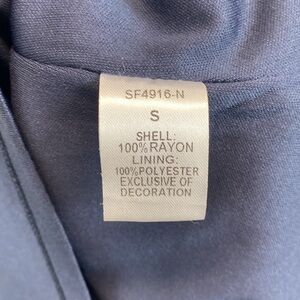 SF4916-N
S
SHELL:
100%RAYON
LINING:
100%POLYESTER
EXCLUSIVE OF
DECORATION